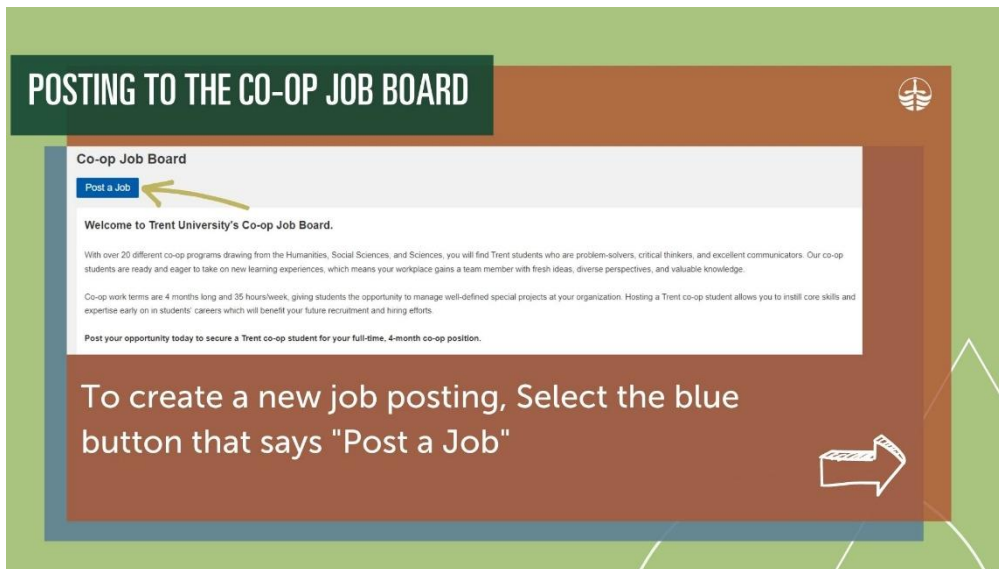 POSTING TO THE CO-OP JOB BOARD
Co-op Job Board
Post a Job
Welcome to Trent University's Co-op Job Board.
With over 20 different co-op programs drawing from the Humanities, Social Sciences, and Sciences, you will find Trent students who are problem-solvers, critical thinkers, and excellent communicators. Our co-op
students are ready and eager to take on new learning experiences, which means your workplace gains a team member with fresh ideas, diverse perspectives, and valuable knowledge.
Co-op work terms are 4 months long and 35 hours/week, giving students the opportunity to manage well-defined special projects at your organization. Hosting a Trent co-op student allows you to instill core skills and
expertise early on in students' careers which will benefit your future recruitment and hiring efforts.
Post your opportunity today to secure a Trent co-op student for your full-time, 4-month co-op position.
To create a new job posting, Select the blue
button that says "Post a Job"